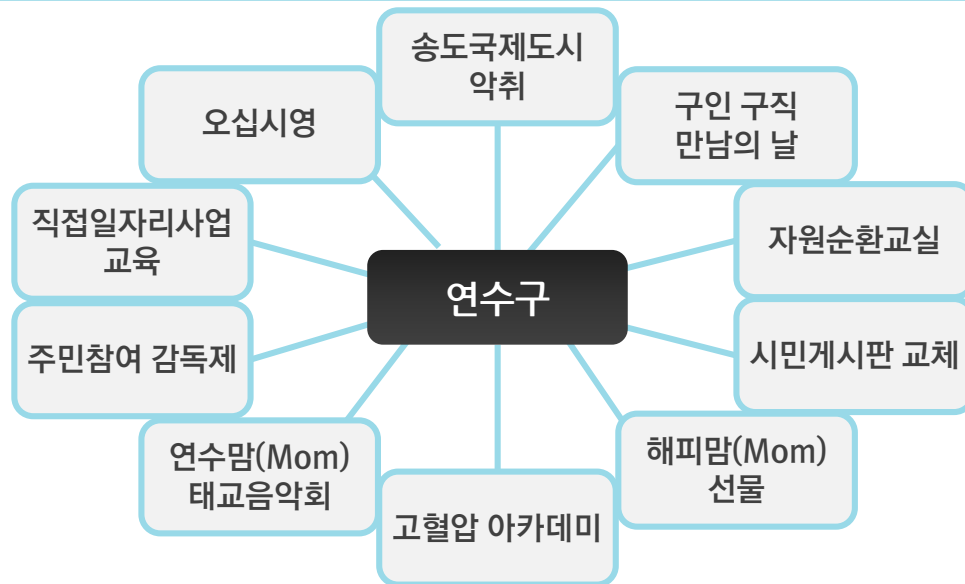 송도국제도시
악취
구인 구직
만남의 날
오십시영
직접일자리사업
교육
자원순환교실
연수구
주민참여 감독제
시민게시판 교체
연수맘(Mom)
태교음악회
해피맘(Mom)
선물
고혈압 아카데미